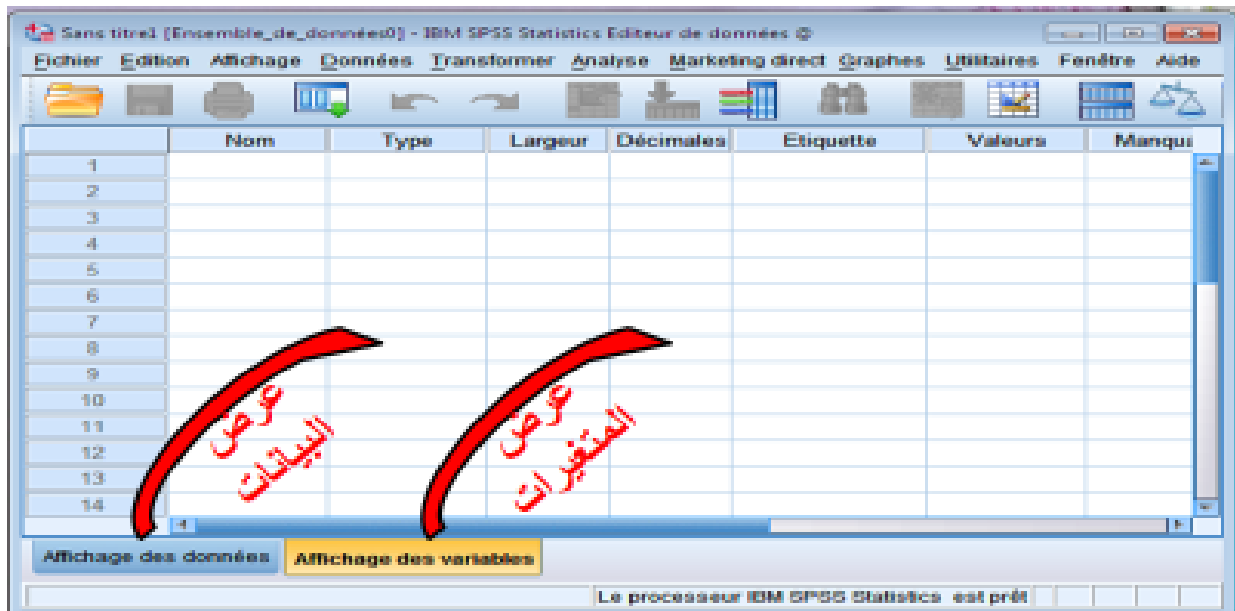 Sans titre1 [Ensemble_de_données0] - IBM SPSS Statistics Editeur de données @
Fichier Edition Affichage Données Transformer Analyse Marketing direct Graphes Utilitaires Fenêtre Aide
Nom Type Largeur Décimales Etiquette Valeurs Manqua
1
2
3
4
5
6
7
8
9
10
11
12
13
14
عرض
البيانات
عرض
المتغيرات
Affichage des données Affichage des variables
Le processeur IBM SPSS Statistics est prêt